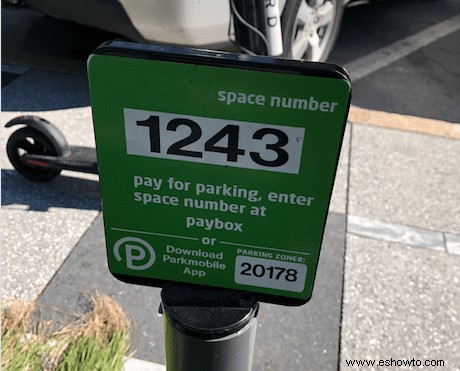 space number
1243
pay for parking, enter
space number at
paybox
or
Download
Parkmobile
App
PARKING ZONE#:
20178
www.eshowto.com